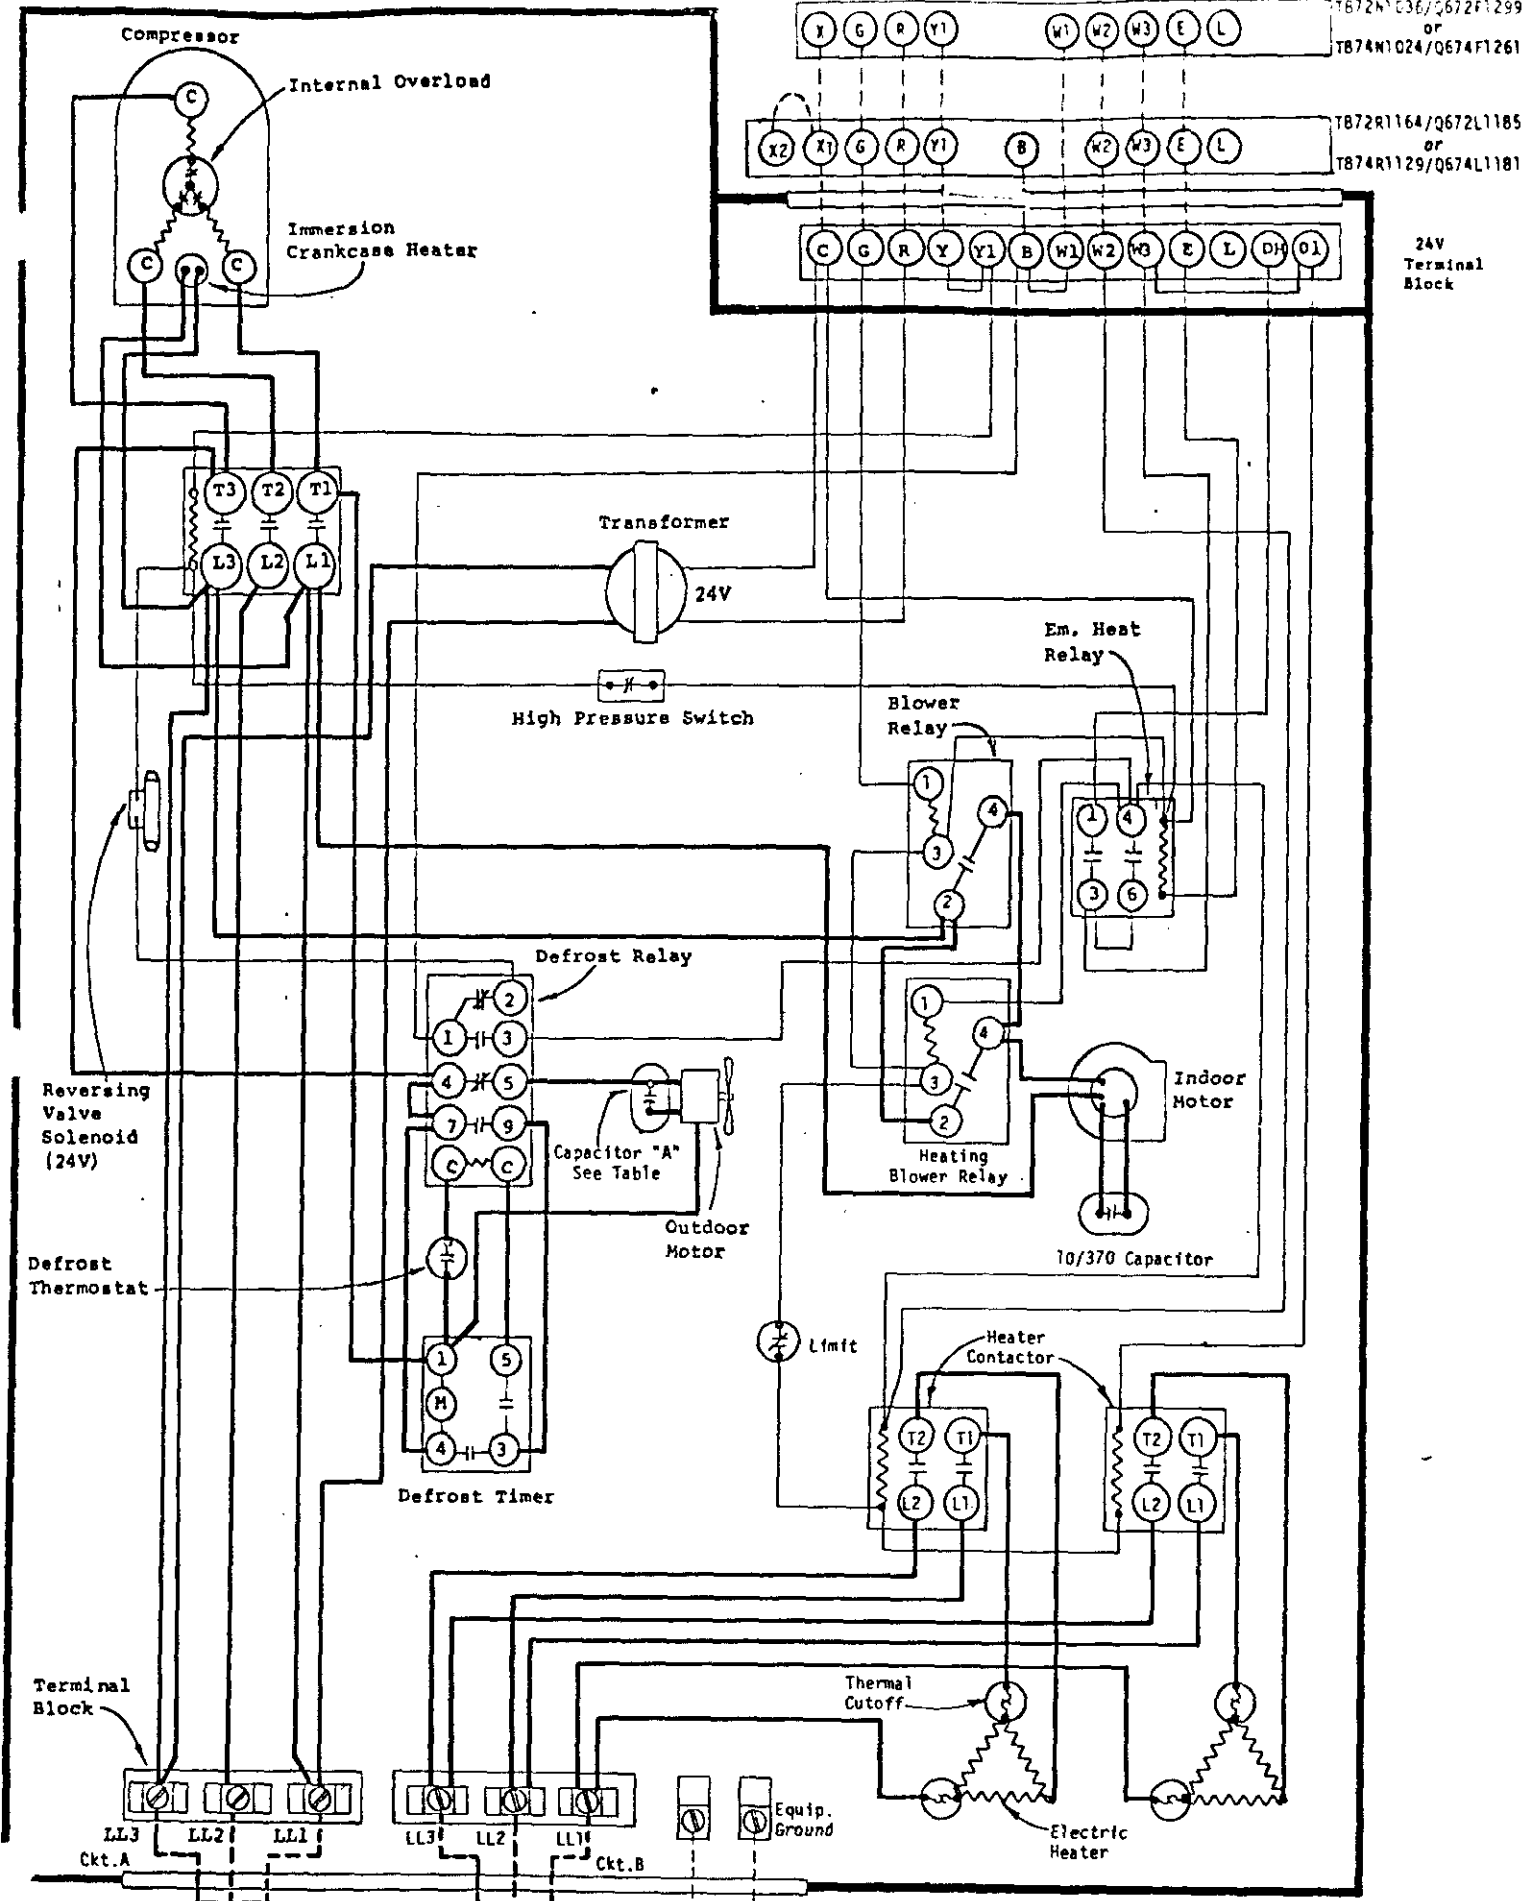 T872N1036/Q672F1299
or
T874N1024/Q674F1261
X G R Y1 W1 W2 W3 E L
Compressor
Internal Overload
C
T872R1164/Q672L1185
or
T874R1129/Q674L1181
X2 X1 G R Y1 B W2 W3 E L
Immersion
Crankcase Heater
C C
C G R Y Y1 B W1 W2 W3 E L DH O1
24V
Terminal
Block
T3 T2 T1
L3 L2 L1
Transformer
24V
Em. Heat
Relay
High Pressure Switch
Blower
Relay
1
4
3
2
1 4
3 6
Defrost Relay
2
1 3
4 5
7 9
C C
1
4
3
2
Heating
Blower Relay
Reversing
Valve
Solenoid
(24V)
Capacitor "A"
See Table
Indoor
Motor
Outdoor
Motor
10/370 Capacitor
Defrost
Thermostat
Limit
Heater
Contactor
1 5
M
4 3
Defrost Timer
T2 T1
L2 L1
T2 T1
L2 L1
Terminal
Block
Thermal
Cutoff
LL3 LL2 LL1
Ckt.A
LL3 LL2 LL1
Ckt.B
Equip.
Ground
Electric
Heater